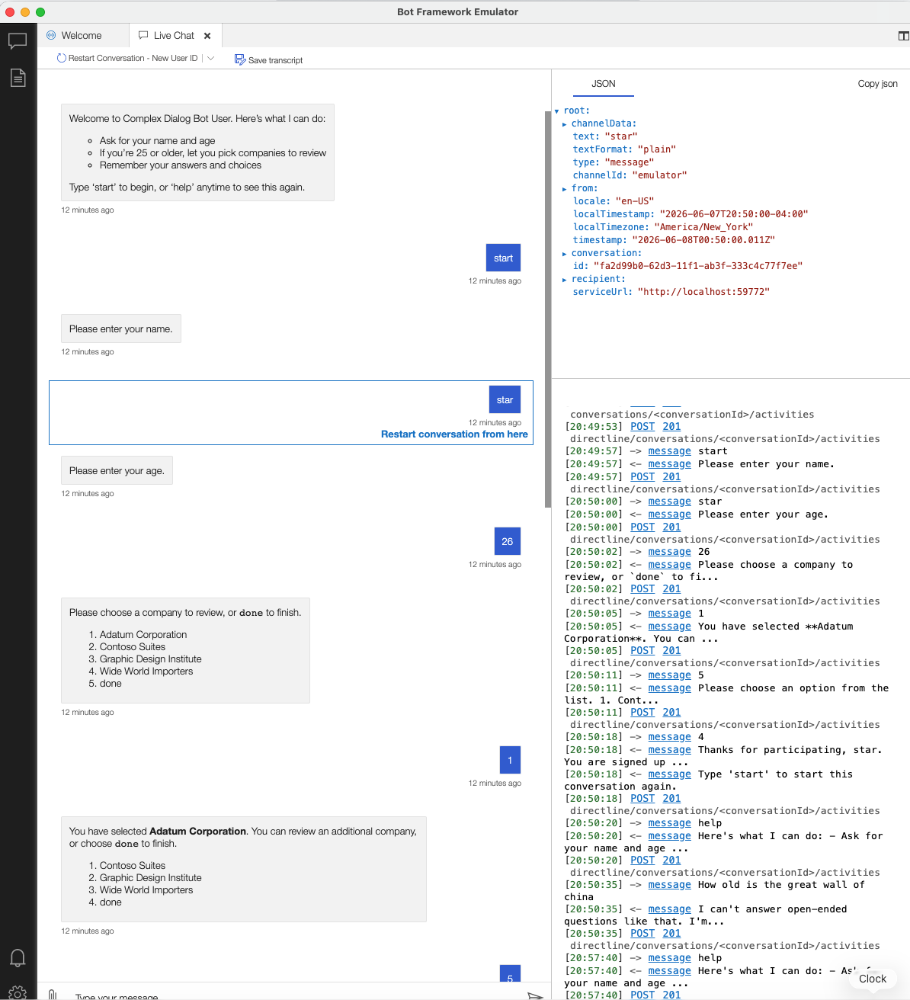 Bot Framework Emulator
Welcome
Live Chat
Restart Conversation - New User ID
Save transcript
Welcome to Complex Dialog Bot User. Here’s what I can do:
Ask for your name and age
If you’re 25 or older, let you pick companies to review
Remember your answers and choices
Type ‘start’ to begin, or ‘help’ anytime to see this again.
12 minutes ago
start
12 minutes ago
Please enter your name.
12 minutes ago
star
12 minutes ago
Restart conversation from here
Please enter your age.
12 minutes ago
26
12 minutes ago
Please choose a company to review, or done to finish.
1. Adatum Corporation
2. Contoso Suites
3. Graphic Design Institute
4. Wide World Importers
5. done
12 minutes ago
1
12 minutes ago
You have selected Adatum Corporation. You can review an additional company,
or choose done to finish.
1. Contoso Suites
2. Graphic Design Institute
3. Wide World Importers
4. done
12 minutes ago
5
Type your message
JSON
Copy json
root:
channelData:
text: "star"
textFormat: "plain"
type: "message"
channelId: "emulator"
from:
locale: "en-US"
localTimestamp: "2026-06-07T20:50:00-04:00"
localTimezone: "America/New_York"
timestamp: "2026-06-08T00:50:00.011Z"
conversation:
id: "fa2d99b0-62d3-11f1-ab3f-333c4c77f7ee"
recipient:
serviceUrl: "http://localhost:59772"
conversations/<conversationId>/activities
[20:49:53] POST 201
directline/conversations/<conversationId>/activities
[20:49:57] -> message start
[20:49:57] <- message Please enter your name.
[20:49:57] POST 201
directline/conversations/<conversationId>/activities
[20:50:00] -> message star
[20:50:00] <- message Please enter your age.
[20:50:00] POST 201
directline/conversations/<conversationId>/activities
[20:50:02] -> message 26
[20:50:02] <- message Please choose a company to
review, or `done` to fi...
[20:50:02] POST 201
directline/conversations/<conversationId>/activities
[20:50:05] -> message 1
[20:50:05] <- message You have selected **Adatum
Corporation**. You can ...
[20:50:05] POST 201
directline/conversations/<conversationId>/activities
[20:50:11] -> message 5
[20:50:11] <- message Please choose an option from the
list. 1. Cont...
[20:50:11] POST 201
directline/conversations/<conversationId>/activities
[20:50:18] -> message 4
[20:50:18] <- message Thanks for participating, star.
You are signed up ...
[20:50:18] <- message Type 'start' to start this
conversation again.
[20:50:18] POST 201
directline/conversations/<conversationId>/activities
[20:50:20] -> message help
[20:50:20] <- message Here's what I can do: - Ask for
your name and age ...
[20:50:20] POST 201
directline/conversations/<conversationId>/activities
[20:50:35] -> message How old is the great wall of
china
[20:50:35] <- message I can't answer open-ended
questions like that. I'm...
[20:50:35] POST 201
directline/conversations/<conversationId>/activities
[20:57:40] -> message help
[20:57:40] <- message Here's what I can do: - Ask
your name and age ...
[20:57:40] POST 201
Clock